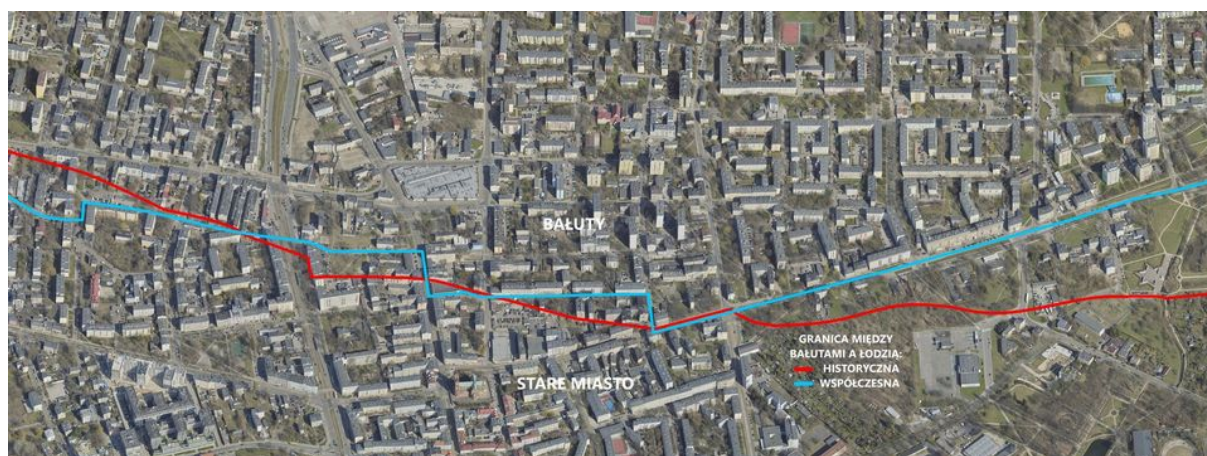 BAŁUTY
GRANICA MIĘDZY
BAŁUTAMI A ŁODZIĄ:
HISTORYCZNA
WSPÓŁCZESNA
STARE MIASTO